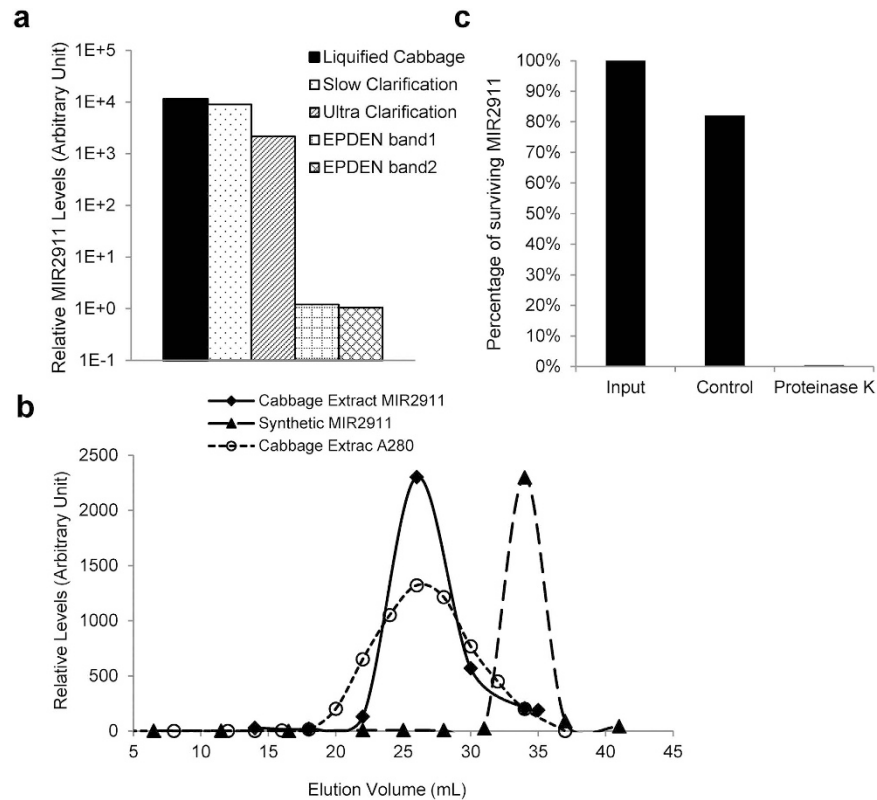 a
Relative MIR2911 Levels (Arbitrary Unit)
1E+5
1E+4
1E+3
1E+2
1E+1
1E+0
1E-1
Liquified Cabbage
Slow Clarification
Ultra Clarification
EPDEN band1
EPDEN band2
c
Percentage of surviving MIR2911
100%
90%
80%
70%
60%
50%
40%
30%
20%
10%
0%
Input Control Proteinase K
b
Cabbage Extract MIR2911
Synthetic MIR2911
Cabbage Extrac A280
Relative Levels (Arbitrary Unit)
2500
2000
1500
1000
500
0
5 10 15 20 25 30 35 40 45
Elution Volume (mL)